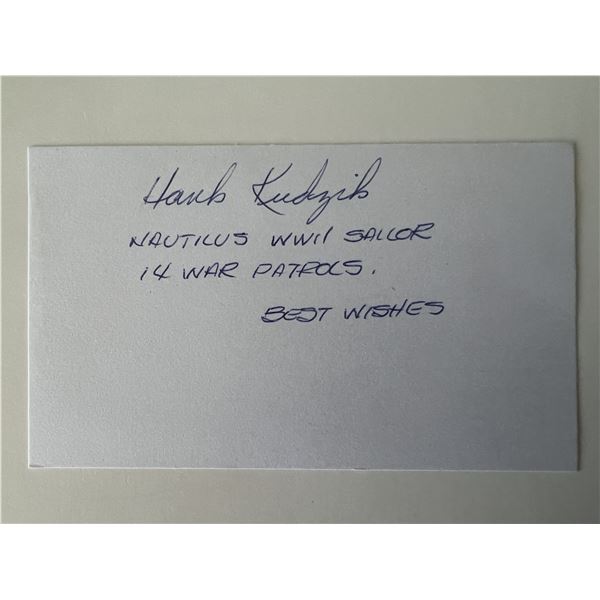 Hank Kudzik
NAUTILUS WWII SAILOR
14 WAR PATROLS.
BEST WISHES